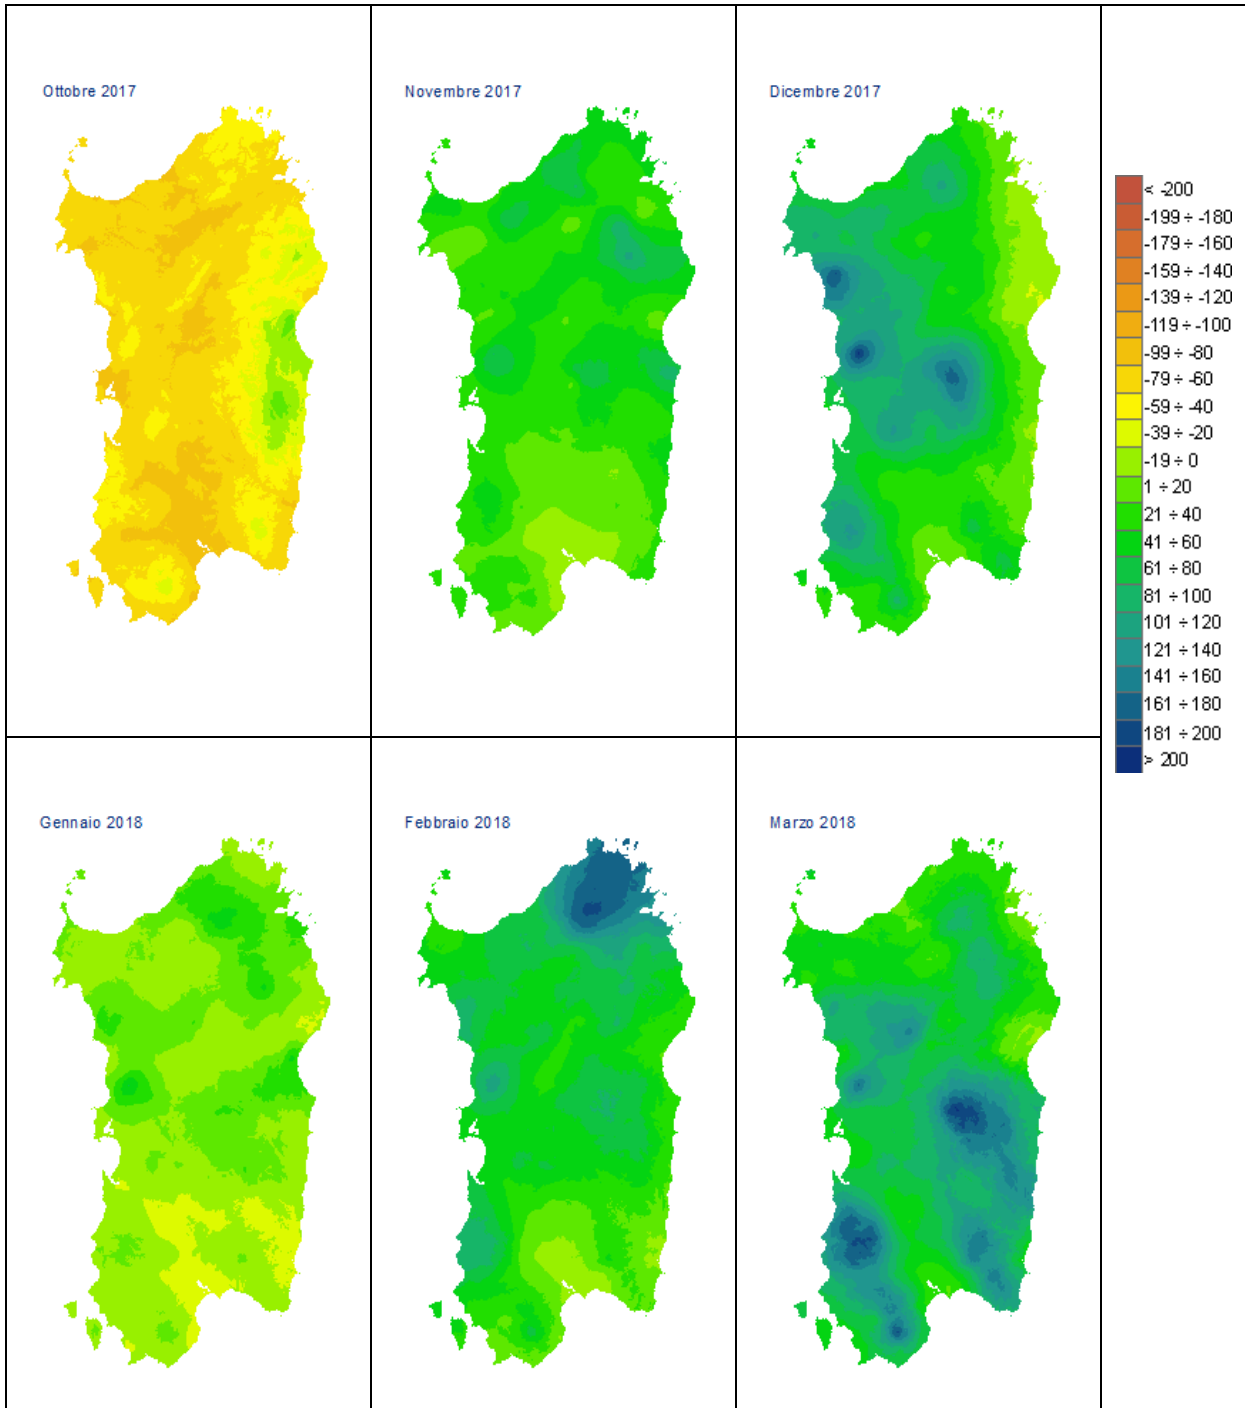 Ottobre 2017
Novembre 2017
Dicembre 2017
< -200
-199 ÷ -180
-179 ÷ -160
-159 ÷ -140
-139 ÷ -120
-119 ÷ -100
-99 ÷ -80
-79 ÷ -60
-59 ÷ -40
-39 ÷ -20
-19 ÷ 0
1 ÷ 20
21 ÷ 40
41 ÷ 60
61 ÷ 80
81 ÷ 100
101 ÷ 120
121 ÷ 140
141 ÷ 160
161 ÷ 180
181 ÷ 200
> 200
Gennaio 2018
Febbraio 2018
Marzo 2018